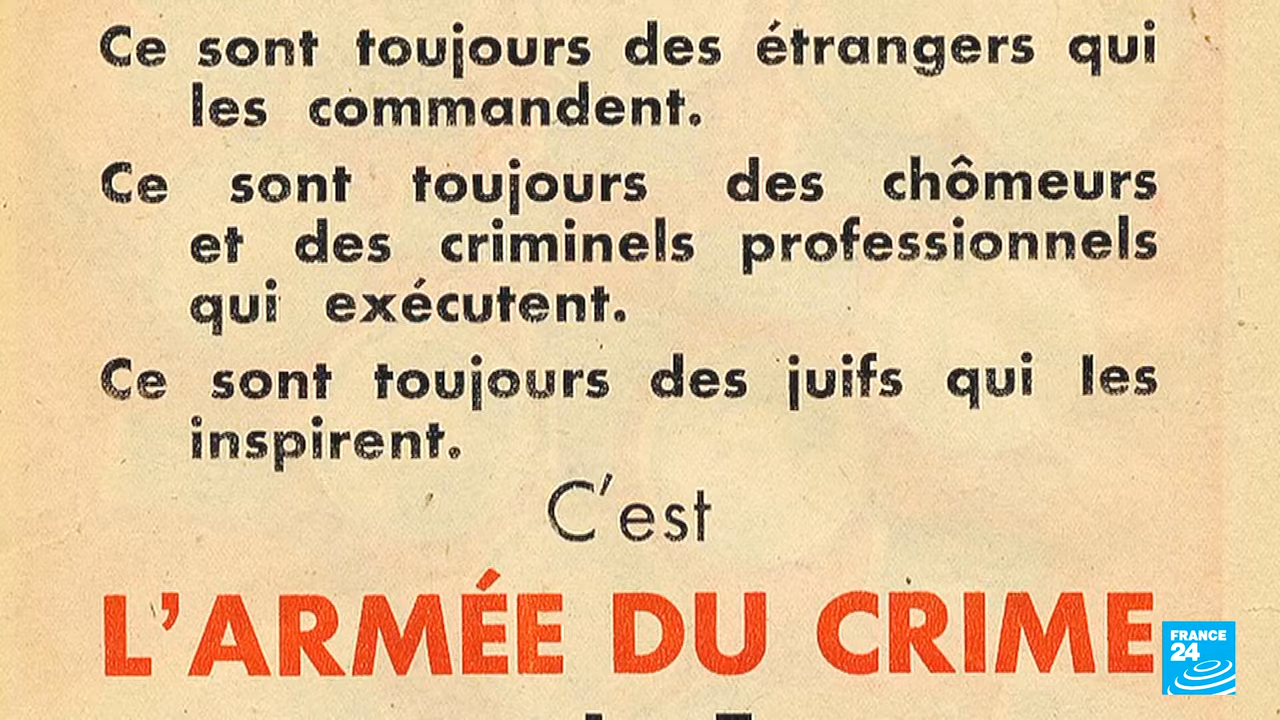 Ce sont toujours des étrangers qui
les commandent.
Ce sont toujours des chômeurs
et des criminels professionnels
qui exécutent.
Ce sont toujours des juifs qui les
inspirent.
C'est
L'ARMÉE DU CRIME
FRANCE
24